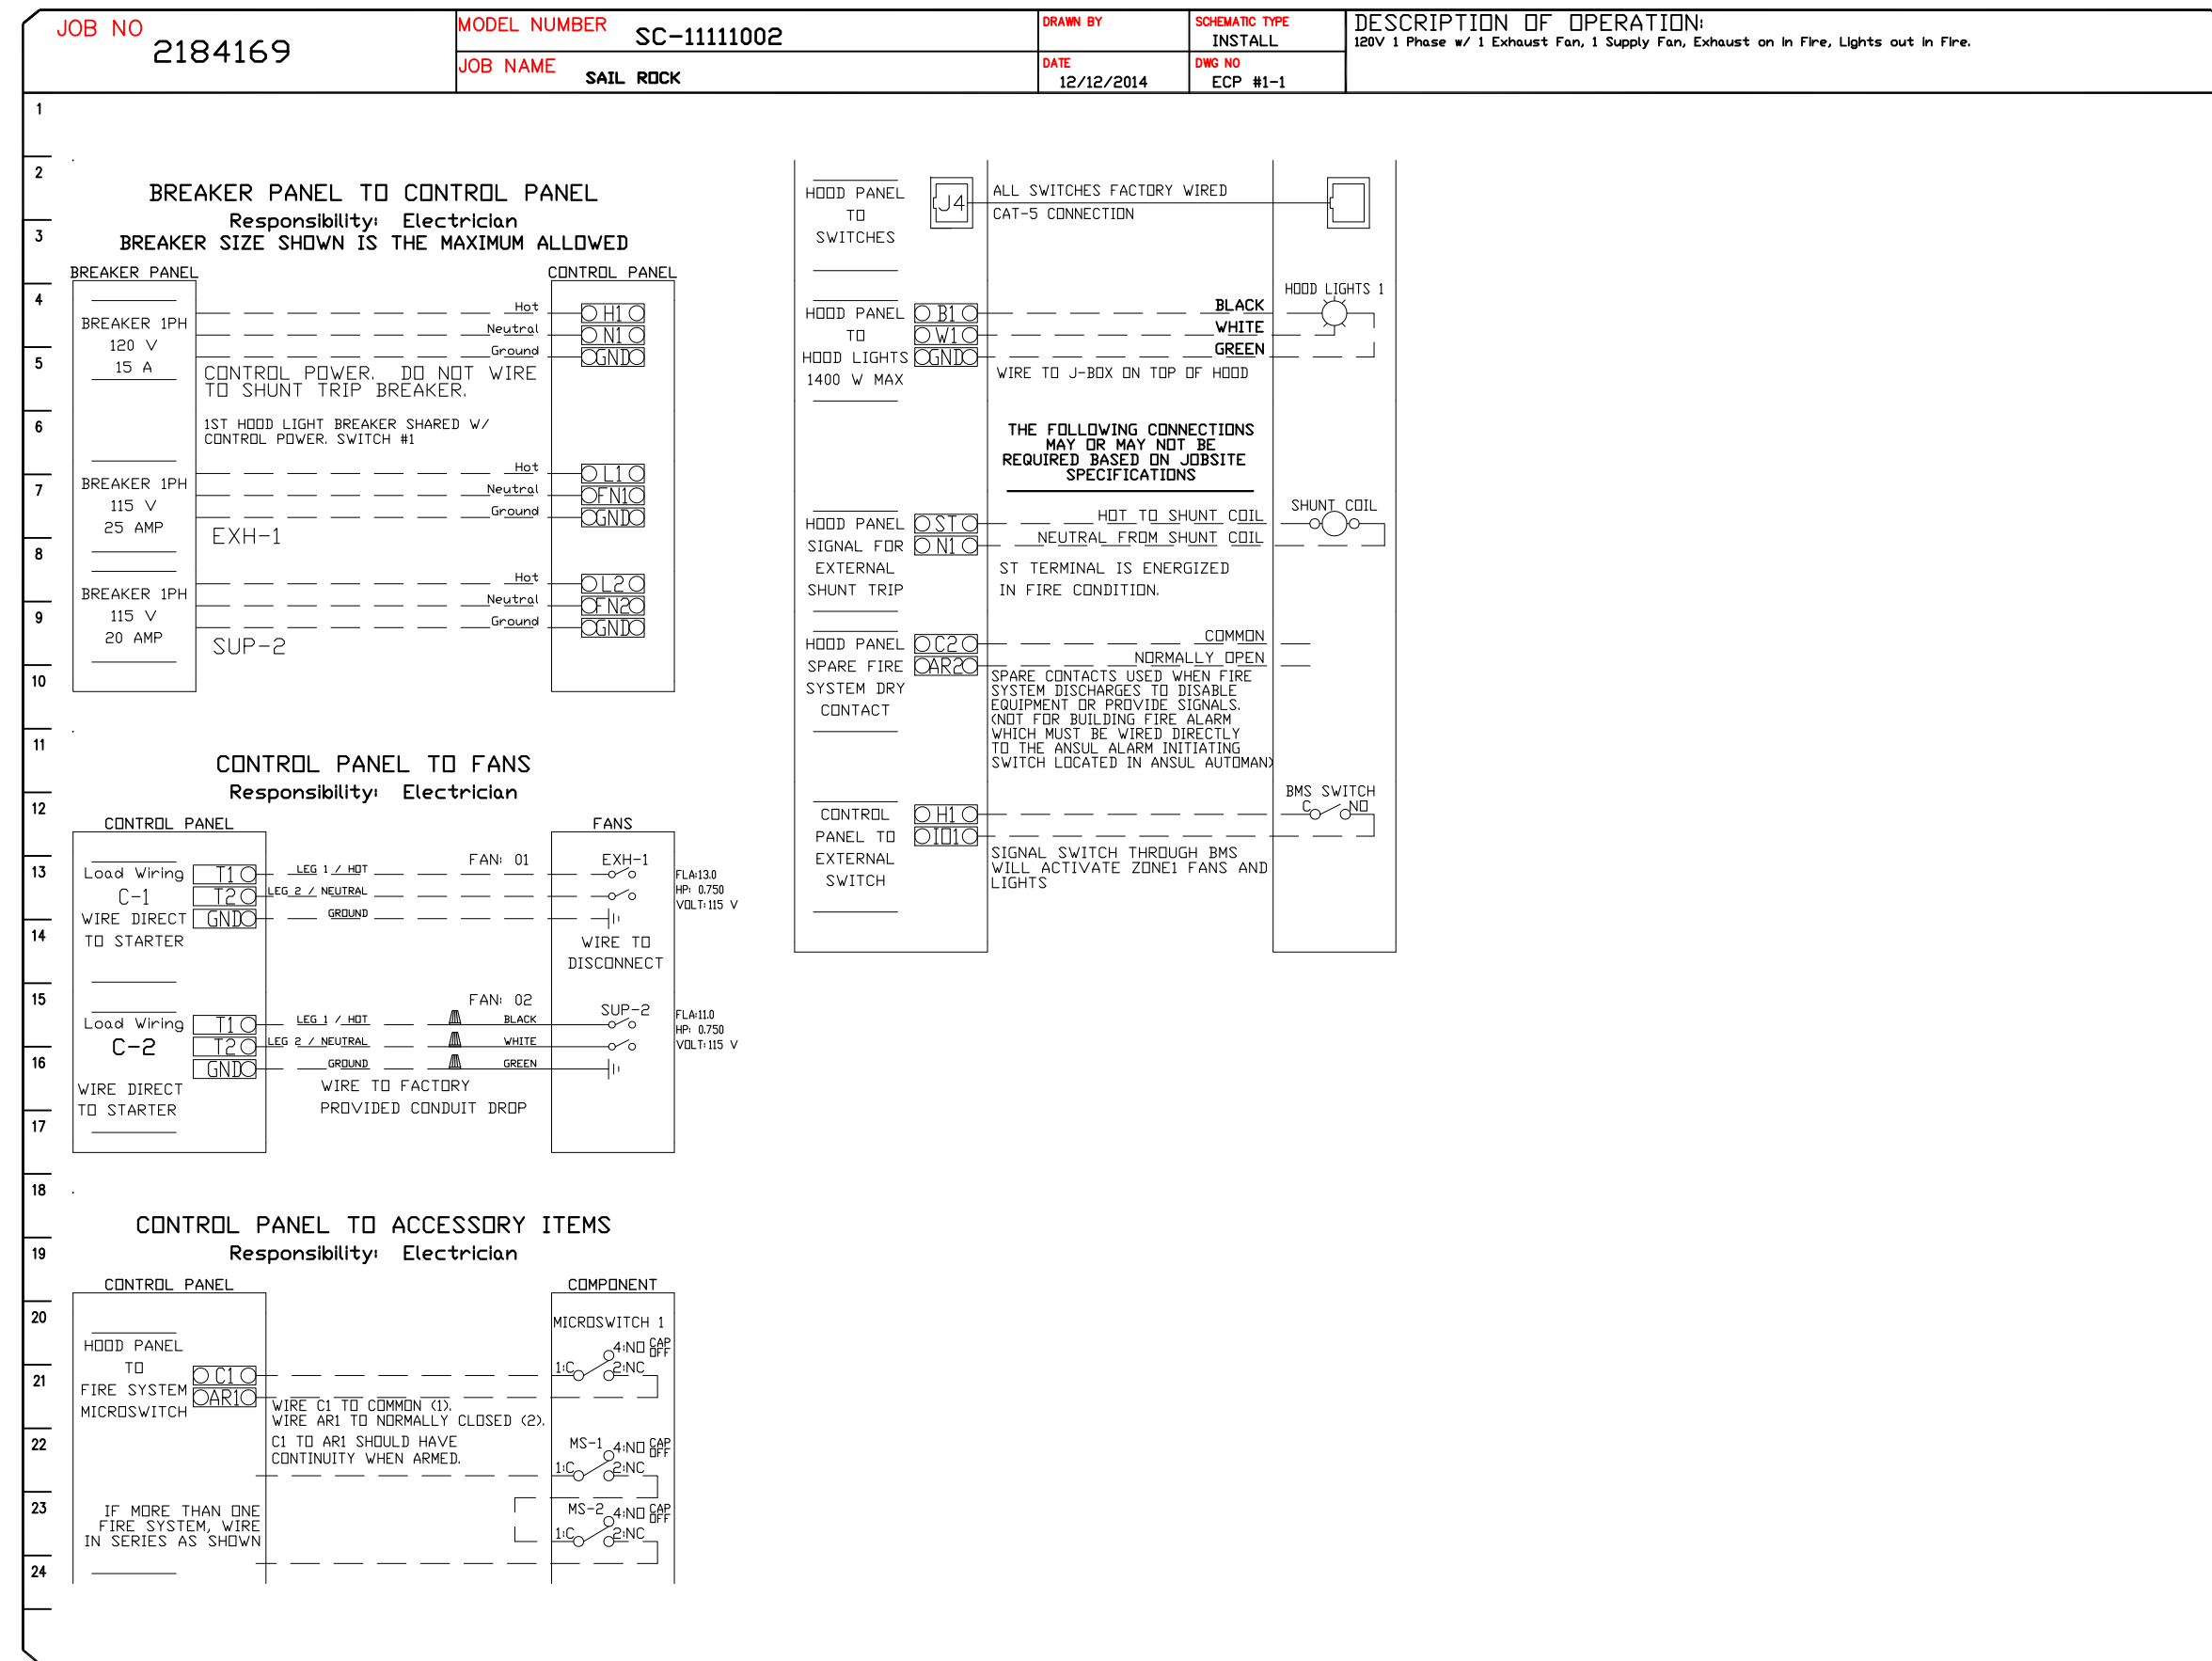 JOB NO
2184169
MODEL NUMBER
SC-11111002
JOB NAME
SAIL ROCK
DRAWN BY
DATE
12/12/2014
SCHEMATIC TYPE
INSTALL
DWG NO
ECP #1-1
DESCRIPTION OF OPERATION:
120V 1 Phase w/ 1 Exhaust Fan, 1 Supply Fan, Exhaust on in Fire, Lights out in Fire.
1
2
3
4
5
6
7
8
9
10
11
12
13
14
15
16
17
18
19
20
21
22
23
24
BREAKER PANEL TO CONTROL PANEL
Responsibility: Electrician
BREAKER SIZE SHOWN IS THE MAXIMUM ALLOWED
BREAKER PANEL
CONTROL PANEL
BREAKER 1PH
120 V
15 A
Hot
H1
Neutral
N1
Ground
GND
CONTROL POWER. DO NOT WIRE
TO SHUNT TRIP BREAKER.
1ST HOOD LIGHT BREAKER SHARED W/
CONTROL POWER. SWITCH #1
BREAKER 1PH
115 V
25 AMP
Hot
L1
Neutral
FN1
Ground
GND
EXH-1
BREAKER 1PH
115 V
20 AMP
Hot
L2
Neutral
FN2
Ground
GND
SUP-2
CONTROL PANEL TO FANS
Responsibility: Electrician
CONTROL PANEL
FANS
Load Wiring
C-1
WIRE DIRECT
TO STARTER
T1
T2
GND
LEG 1 / HOT
LEG 2 / NEUTRAL
GROUND
FAN: 01
EXH-1
FLA:13.0
HP: 0.750
VOLT:115 V
WIRE TO
DISCONNECT
Load Wiring
C-2
WIRE DIRECT
TO STARTER
T1
T2
GND
LEG 1 / HOT
LEG 2 / NEUTRAL
GROUND
FAN: 02
BLACK
WHITE
GREEN
SUP-2
FLA:11.0
HP: 0.750
VOLT:115 V
WIRE TO FACTORY
PROVIDED CONDUIT DROP
CONTROL PANEL TO ACCESSORY ITEMS
Responsibility: Electrician
CONTROL PANEL
COMPONENT
HOOD PANEL
TO
FIRE SYSTEM
MICROSWITCH
C1
AR1
MICROSWITCH 1
4:NO CAP OFF
1:C
2:NC
WIRE C1 TO COMMON (1).
WIRE AR1 TO NORMALLY CLOSED (2).
C1 TO AR1 SHOULD HAVE
CONTINUITY WHEN ARMED.
MS-1
4:NO CAP OFF
1:C
2:NC
IF MORE THAN ONE
FIRE SYSTEM, WIRE
IN SERIES AS SHOWN
MS-2
4:NO CAP OFF
1:C
2:NC
HOOD PANEL
TO
SWITCHES
J4
ALL SWITCHES FACTORY WIRED
CAT-5 CONNECTION
HOOD PANEL
TO
HOOD LIGHTS
1400 W MAX
B1
W1
GND
BLACK
WHITE
GREEN
HOOD LIGHTS 1
WIRE TO J-BOX ON TOP OF HOOD
THE FOLLOWING CONNECTIONS
MAY OR MAY NOT BE
REQUIRED BASED ON JOBSITE
SPECIFICATIONS
HOOD PANEL
SIGNAL FOR
EXTERNAL
SHUNT TRIP
ST
N1
HOT TO SHUNT COIL
NEUTRAL FROM SHUNT COIL
SHUNT COIL
ST TERMINAL IS ENERGIZED
IN FIRE CONDITION.
HOOD PANEL
SPARE FIRE
SYSTEM DRY
CONTACT
C2
AR2
COMMON
NORMALLY OPEN
SPARE CONTACTS USED WHEN FIRE
SYSTEM DISCHARGES TO DISABLE
EQUIPMENT OR PROVIDE SIGNALS.
(NOT FOR BUILDING FIRE ALARM
WHICH MUST BE WIRED DIRECTLY
TO THE ANSUL ALARM INITIATING
SWITCH LOCATED IN ANSUL AUTOMAN)
CONTROL
PANEL TO
EXTERNAL
SWITCH
H1
IO1
BMS SWITCH
C
NO
SIGNAL SWITCH THROUGH BMS
WILL ACTIVATE ZONE1 FANS AND
LIGHTS